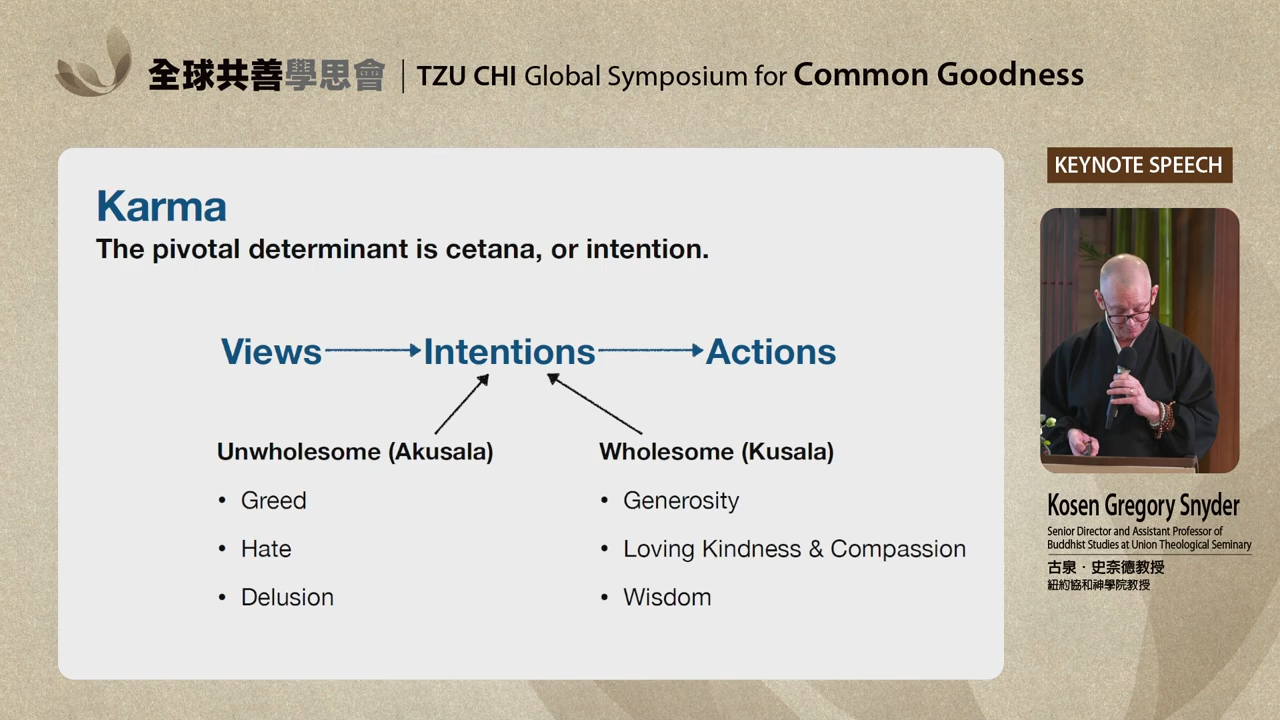 全球共善學思會 | TZU CHI Global Symposium for Common Goodness
KEYNOTE SPEECH
Karma
The pivotal determinant is cetana, or intention.
Views Intentions Actions
Unwholesome (Akusala)
• Greed
• Hate
• Delusion
Wholesome (Kusala)
• Generosity
• Loving Kindness & Compassion
• Wisdom
Kosen Gregory Snyder
Senior Director and Assistant Professor of
Buddhist Studies at Union Theological Seminary
古泉．史奈德教授
紐約協和神學院教授